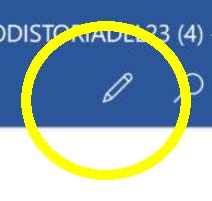 ODISTORIADEL23 (4) -